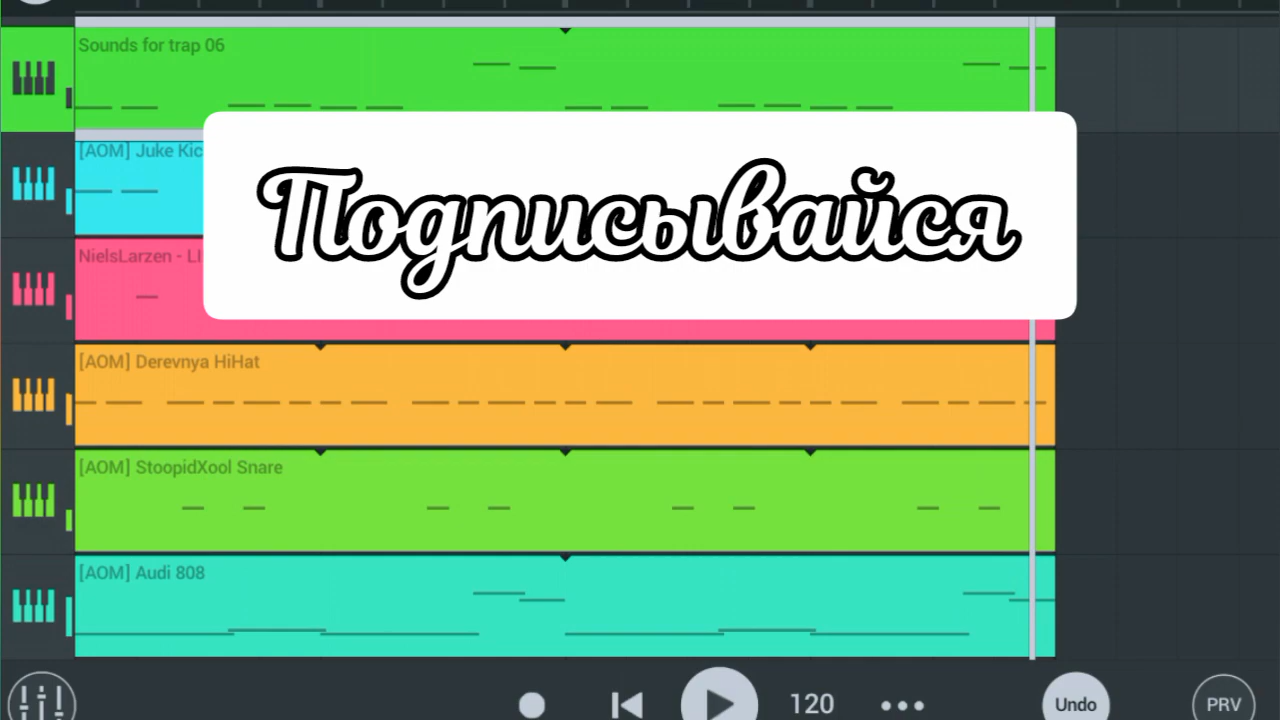 Sounds for trap 06
[AOM] Juke Kic
Подписывайся
NielsLarzen - LI
[AOM] Derevnya HiHat
[AOM] StoopidXool Snare
[AOM] Audi 808
120
Undo
PRV